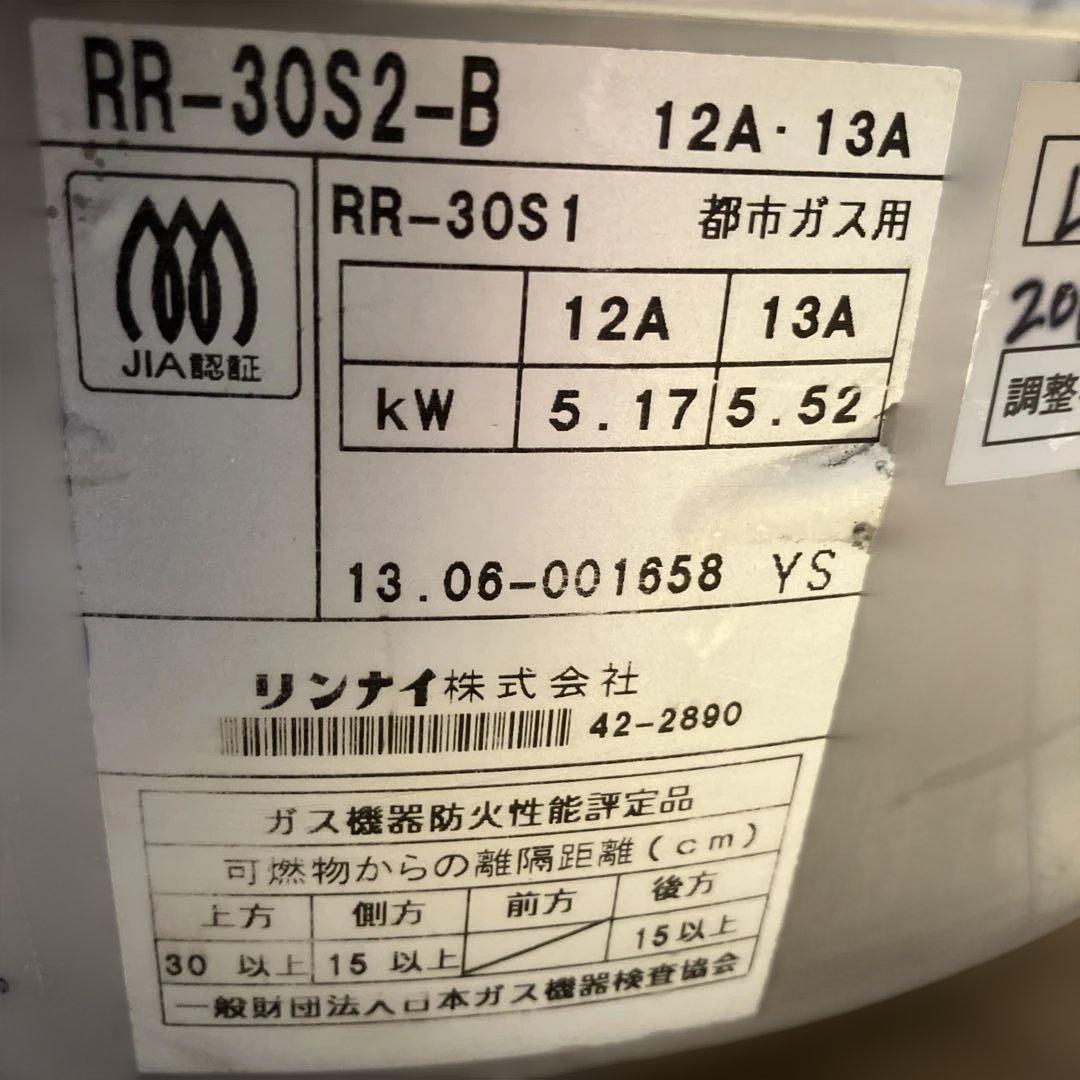 RR-30S2-B 12A・13A
JIA認証
RR-30S1 都市ガス用
12A 13A
kW 5.17 5.52
13.06-001658 YS
リンナイ株式会社
42-2890
ガス機器防火性能評定品
可燃物からの離隔距離(cm)
上方 側方 前方 後方
30 以上 15 以上 15以上
一般財団法人日本ガス機器検査協会
20
調整